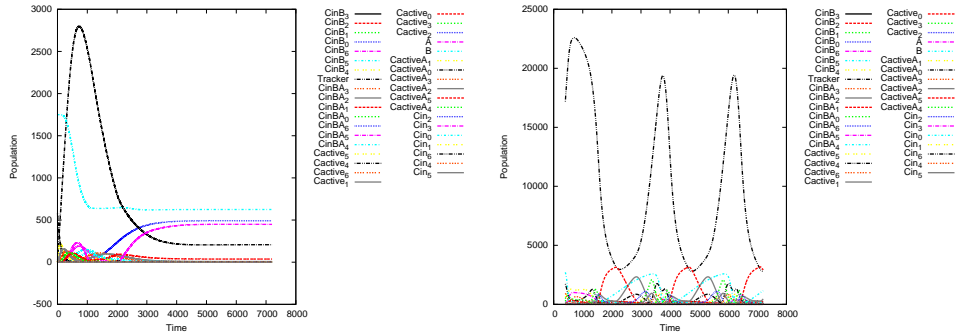 3000
2500
2000
1500
1000
500
0
-500
Population
0 1000 2000 3000 4000 5000 6000 7000 8000
Time
CinB3
CinB2
CinB1
CinB0
CinB6
CinB5
CinB4
Tracker
CinBA3
CinBA2
CinBA1
CinBA0
CinBA6
CinBA5
CinBA4
Cactive5
Cactive4
Cactive6
Cactive1
Cactive0
Cactive3
Cactive2
A
B
CactiveA1
CactiveA0
CactiveA3
CactiveA2
CactiveA5
CactiveA4
Cin2
Cin3
Cin0
Cin1
Cin6
Cin4
Cin5
25000
20000
15000
10000
5000
0
Population
0 1000 2000 3000 4000 5000 6000 7000 8000
Time
CinB3
CinB2
CinB1
CinB0
CinB6
CinB5
CinB4
Tracker
CinBA3
CinBA2
CinBA1
CinBA0
CinBA6
CinBA5
CinBA4
Cactive5
Cactive4
Cactive6
Cactive1
Cactive0
Cactive3
Cactive2
A
B
CactiveA1
CactiveA0
CactiveA3
CactiveA2
CactiveA5
CactiveA4
Cin2
Cin3
Cin0
Cin1
Cin6
Cin4
Cin5